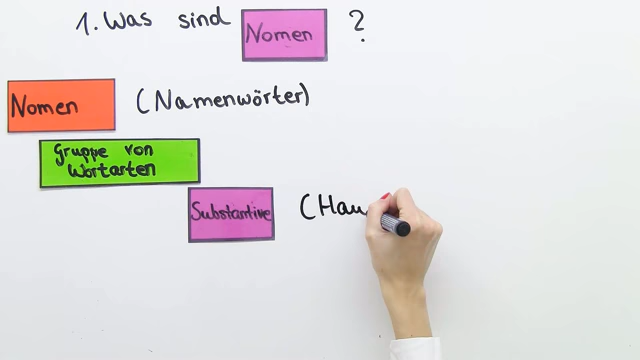 1. Was sind Nomen ?
Nomen (Namenwörter)
Gruppe von
Wortarten
Substantive (Hau